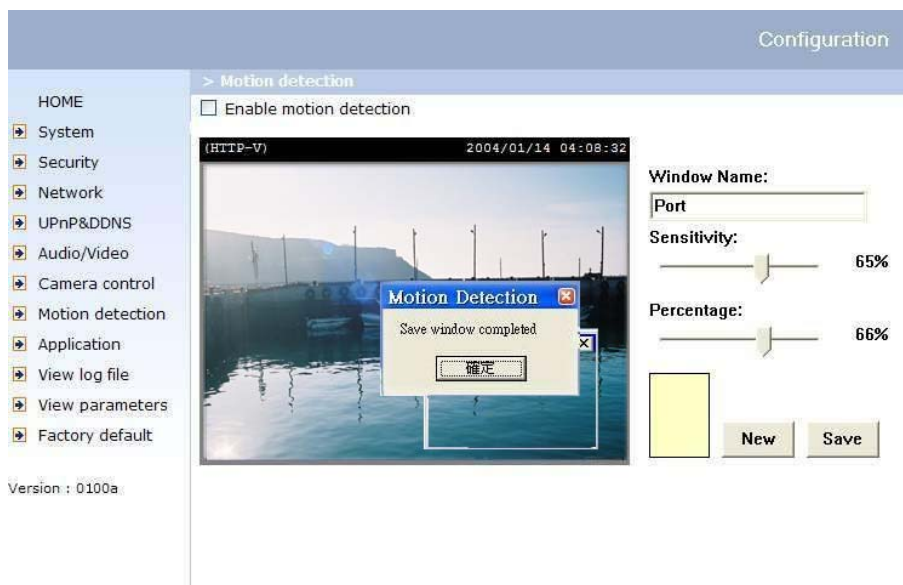 Configuration
> Motion detection
HOME
System
Security
Network
UPnP&DDNS
Audio/Video
Camera control
Motion detection
Application
View log file
View parameters
Factory default
Version : 0100a
Enable motion detection
(HTTP-V) 2004/01/14 04:08:32
Motion Detection
Save window completed
確定
Window Name:
Port
Sensitivity:
65%
Percentage:
66%
New Save